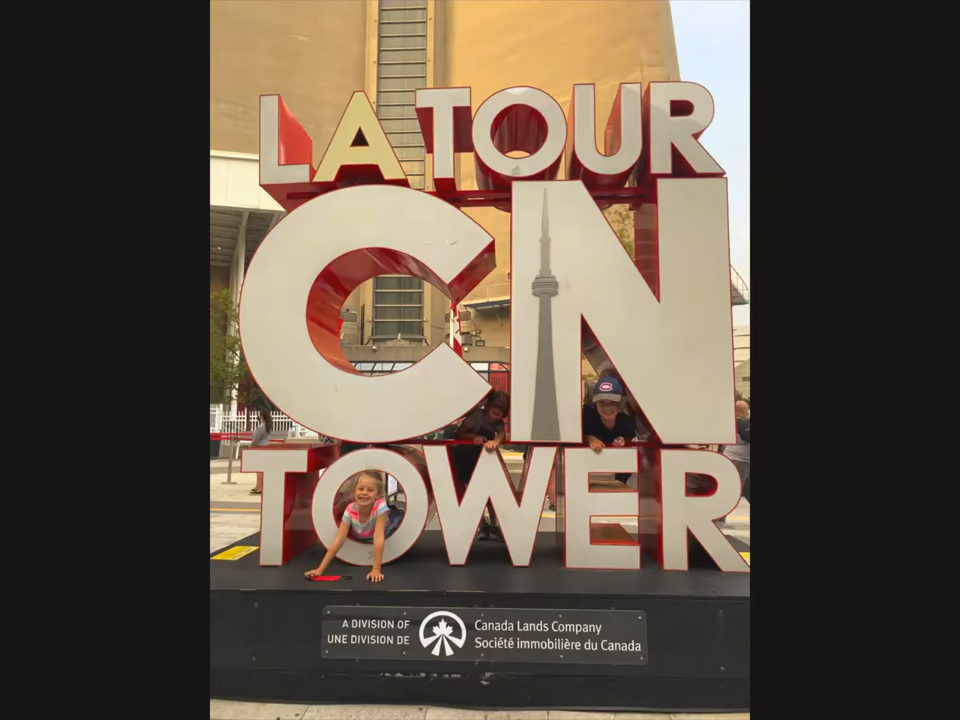 LA TOUR
CN
TOWER
A DIVISION OF
UNE DIVISION DE
Canada Lands Company
Société immobilière du Canada